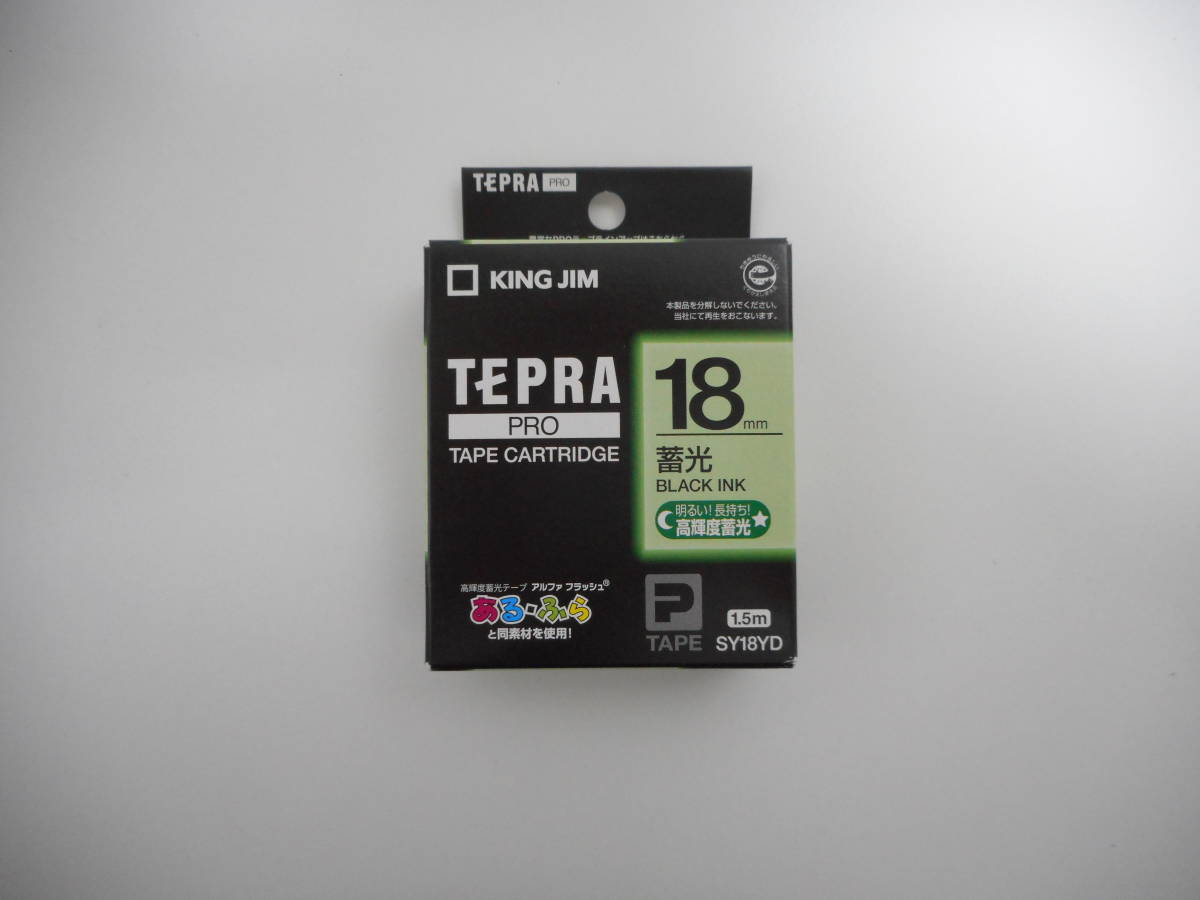 TEPRA PRO
KING JIM
本製品を分解しないでください。
当社にて再生をおこないます。
TEPRA
PRO
TAPE CARTRIDGE
18mm
蓄光
BLACK INK
明るい!長持ち!
高輝度蓄光
高輝度蓄光テープ アルファ フラッシュ®
ある・ふら
と同素材を使用!
P
TAPE
1.5m
SY18YD